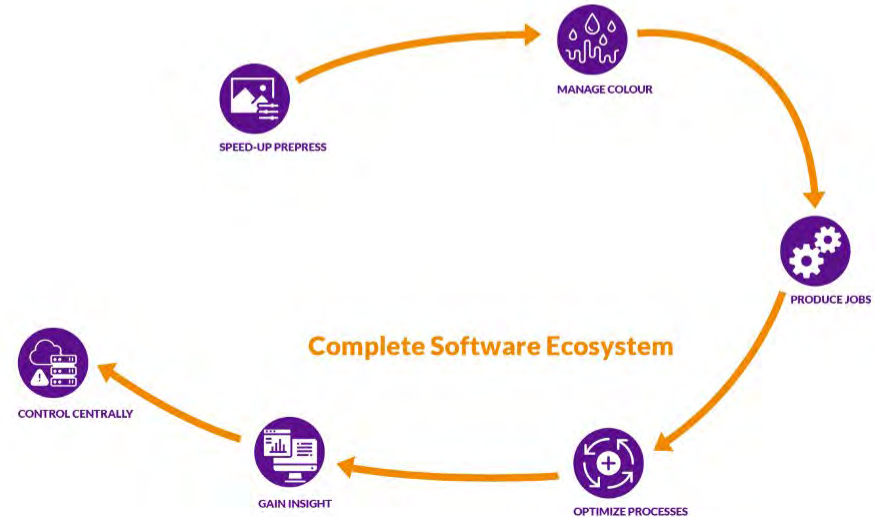 MANAGE COLOUR
SPEED-UP PREPRESS
PRODUCE JOBS
Complete Software Ecosystem
CONTROL CENTRALLY
GAIN INSIGHT
OPTIMIZE PROCESSES